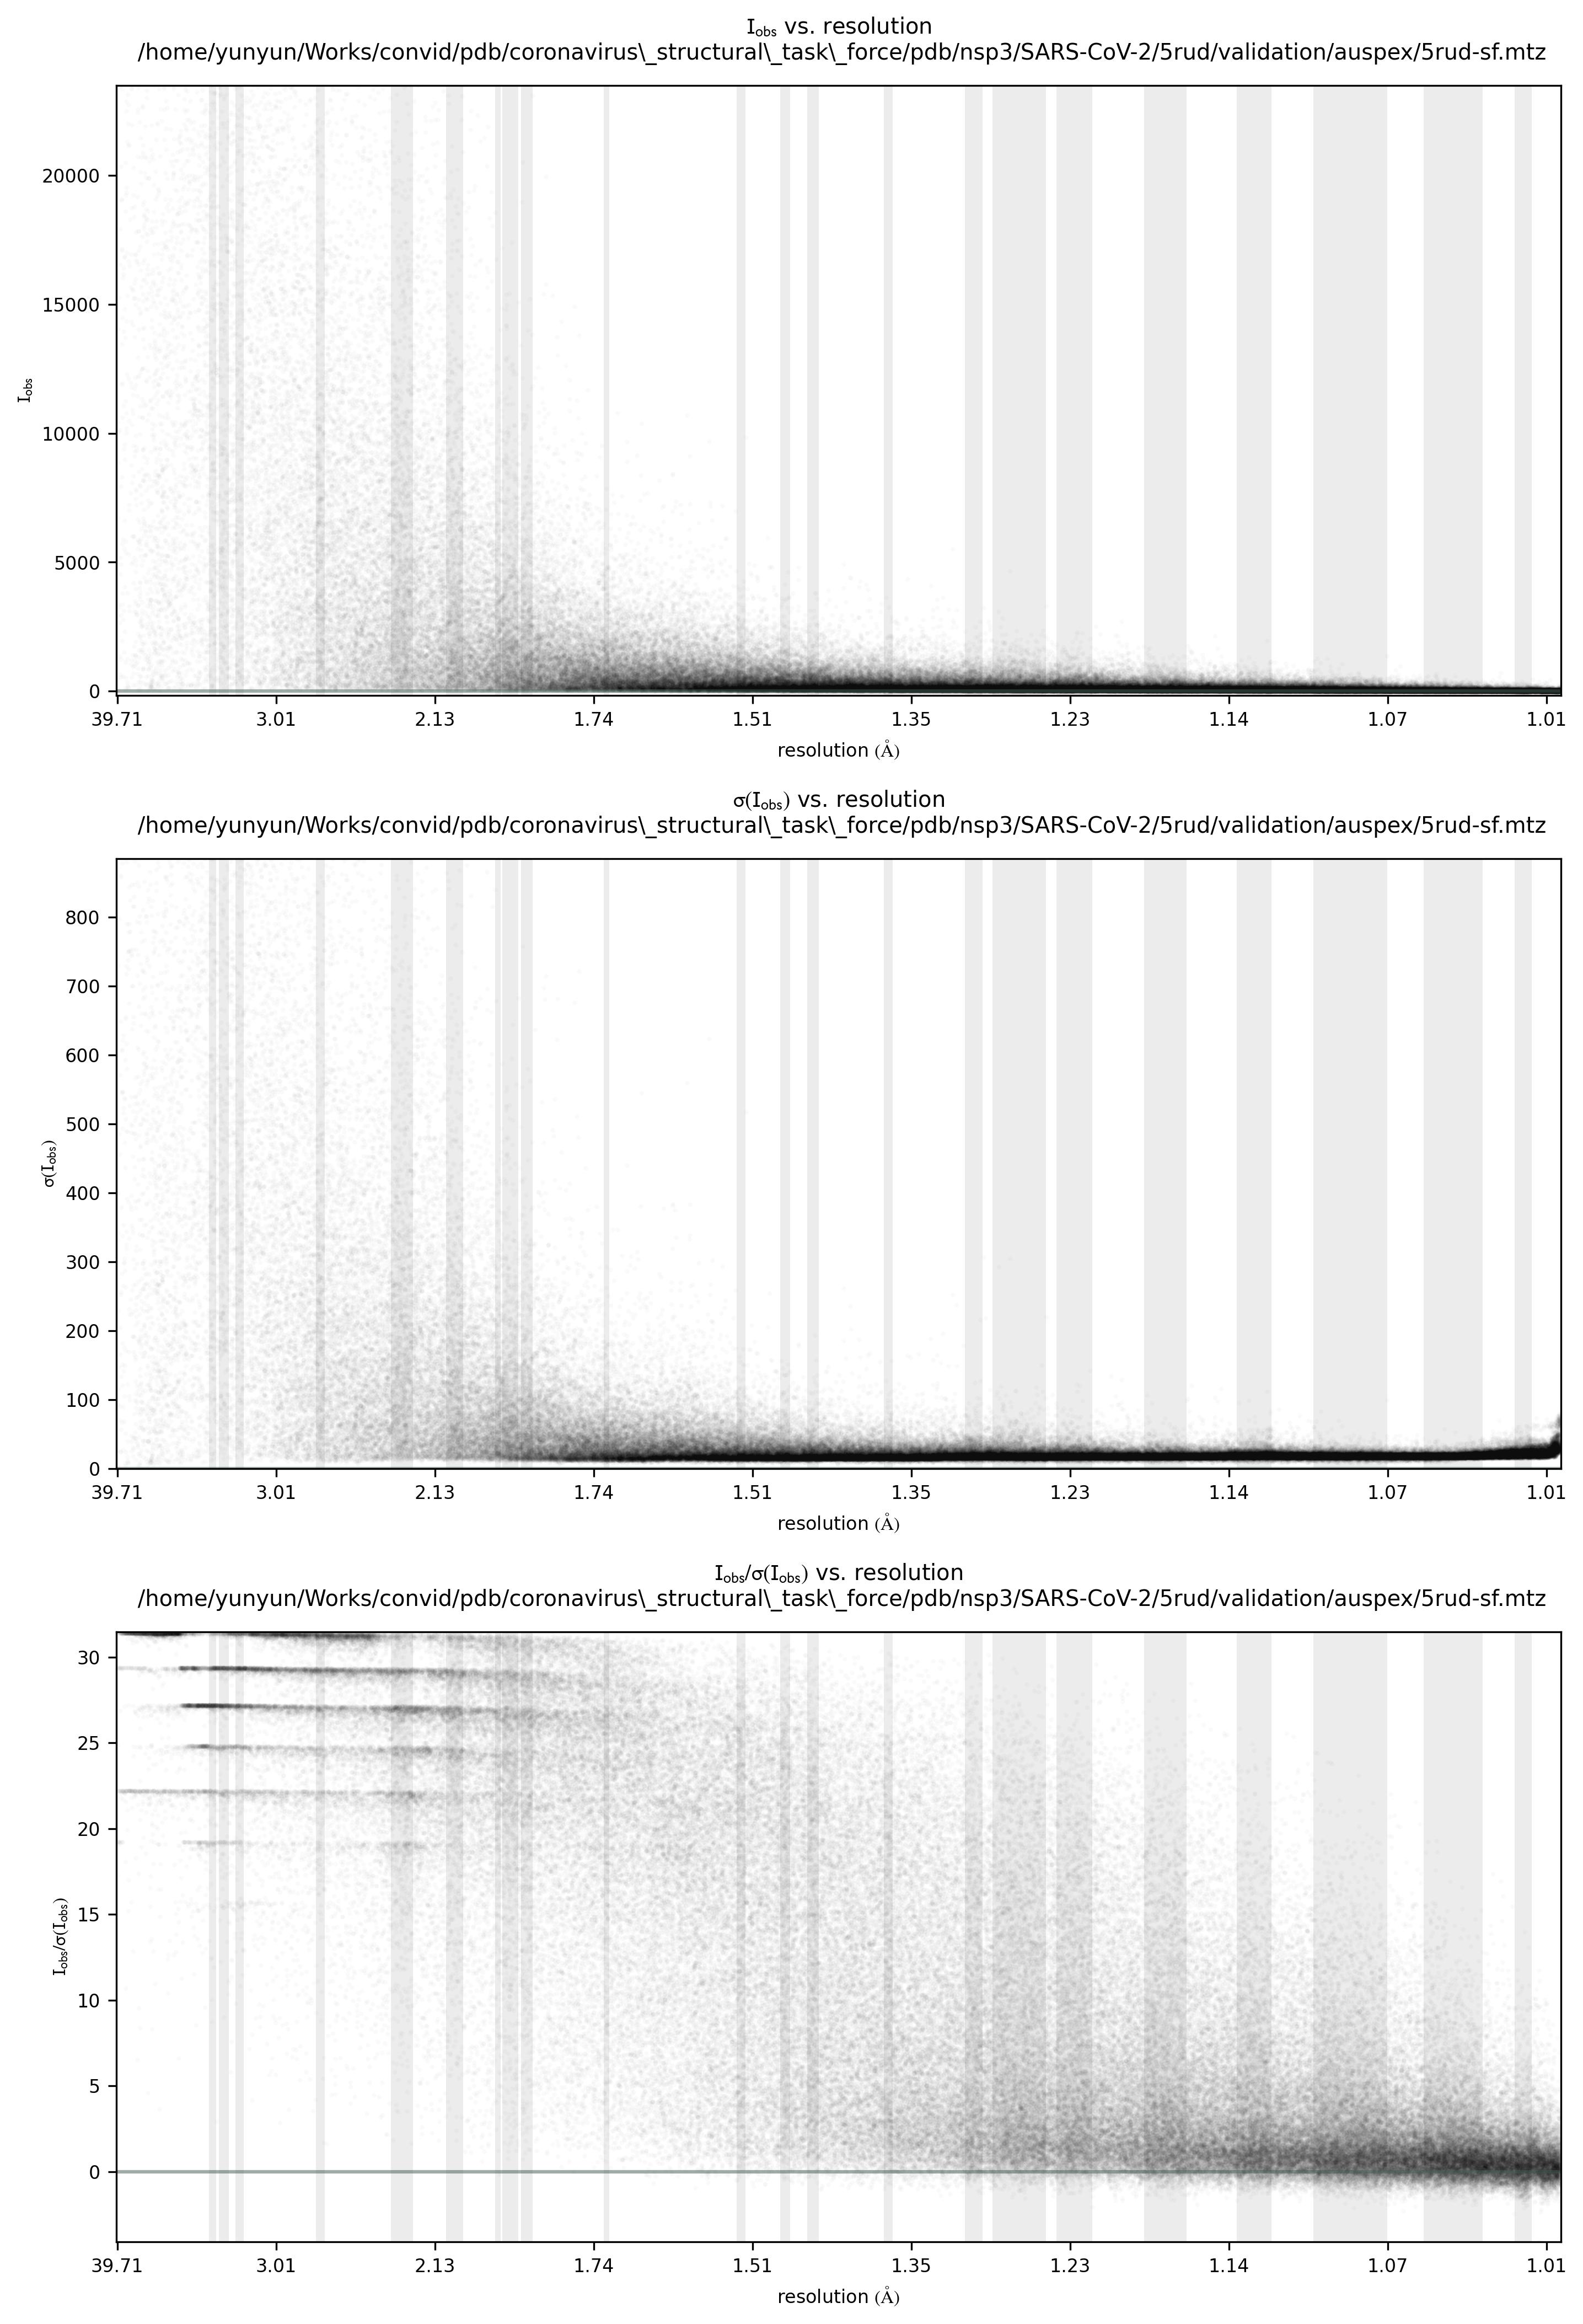 I_obs vs. resolution
/home/yunyun/Works/convid/pdb/coronavirus\_structural\_task\_force/pdb/nsp3/SARS-CoV-2/5rud/validation/auspex/5rud-sf.mtz
20000
15000
10000
5000
0
I_obs
39.71 3.01 2.13 1.74 1.51 1.35 1.23 1.14 1.07 1.01
resolution (Å)
σ(I_obs) vs. resolution
/home/yunyun/Works/convid/pdb/coronavirus\_structural\_task\_force/pdb/nsp3/SARS-CoV-2/5rud/validation/auspex/5rud-sf.mtz
800
700
600
500
400
300
200
100
0
σ(I_obs)
39.71 3.01 2.13 1.74 1.51 1.35 1.23 1.14 1.07 1.01
resolution (Å)
I_obs/σ(I_obs) vs. resolution
/home/yunyun/Works/convid/pdb/coronavirus\_structural\_task\_force/pdb/nsp3/SARS-CoV-2/5rud/validation/auspex/5rud-sf.mtz
30
25
20
15
10
5
0
I_obs/σ(I_obs)
39.71 3.01 2.13 1.74 1.51 1.35 1.23 1.14 1.07 1.01
resolution (Å)